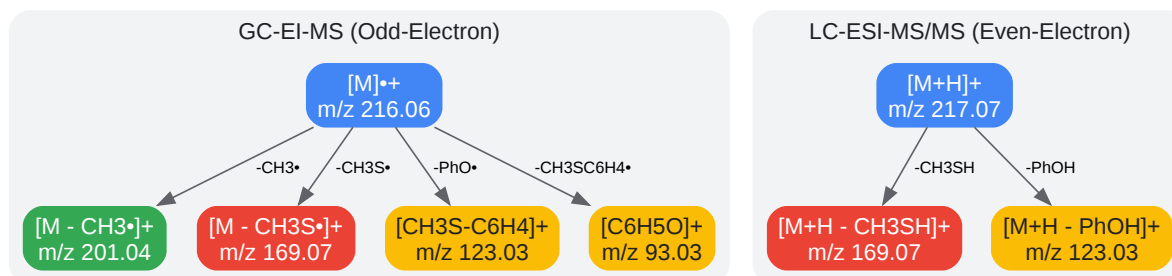 GC-EI-MS (Odd-Electron)
[M]•+
m/z 216.06
-CH3•
-CH3S•
-PhO•
-CH3SC6H4•
[M - CH3•]+
m/z 201.04
[M - CH3S•]+
m/z 169.07
[CH3S-C6H4]+
m/z 123.03
[C6H5O]+
m/z 93.03
LC-ESI-MS/MS (Even-Electron)
[M+H]+
m/z 217.07
-CH3SH
-PhOH
[M+H - CH3SH]+
m/z 169.07
[M+H - PhOH]+
m/z 123.03